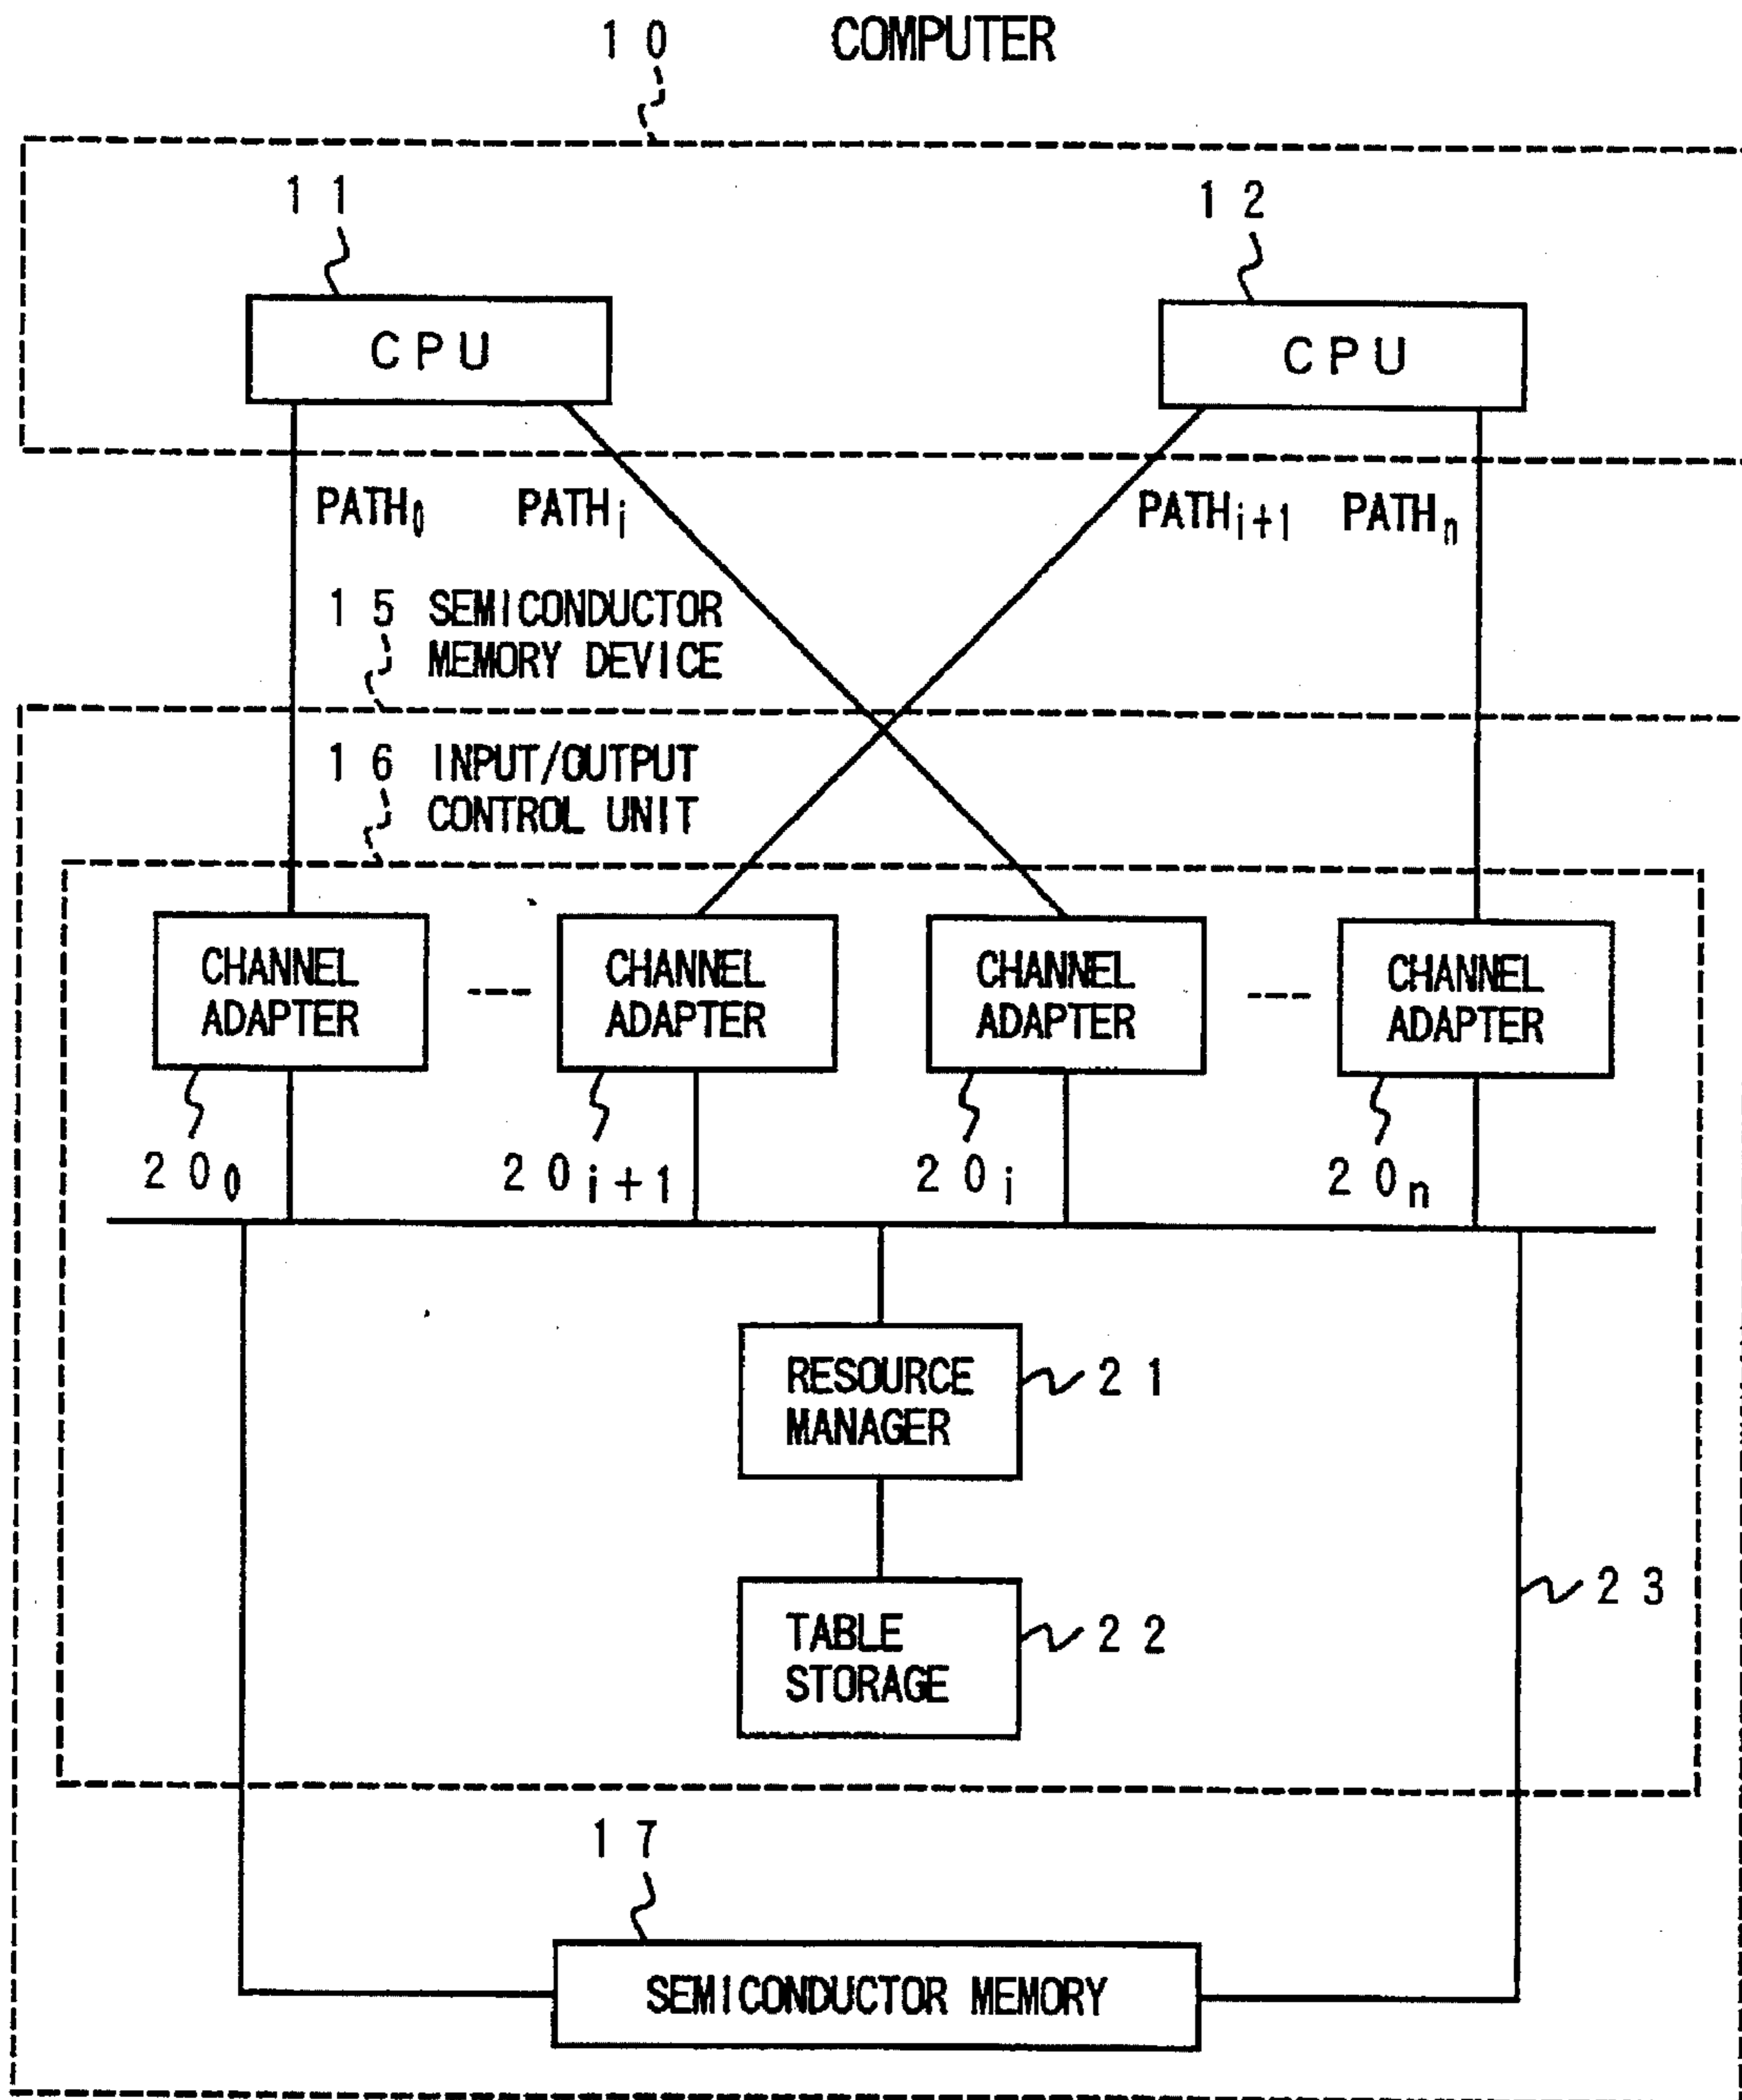 10 COMPUTER
11
12
CPU
CPU
PATH₀ PATHᵢ PATHᵢ₊₁ PATHₙ
15 SEMICONDUCTOR
MEMORY DEVICE
16 INPUT/OUTPUT
CONTROL UNIT
CHANNEL
ADAPTER
CHANNEL
ADAPTER
CHANNEL
ADAPTER
CHANNEL
ADAPTER
20₀ 20ᵢ₊₁ 20ᵢ 20ₙ
RESOURCE
MANAGER
21
TABLE
STORAGE
22
23
17
SEMICONDUCTOR MEMORY